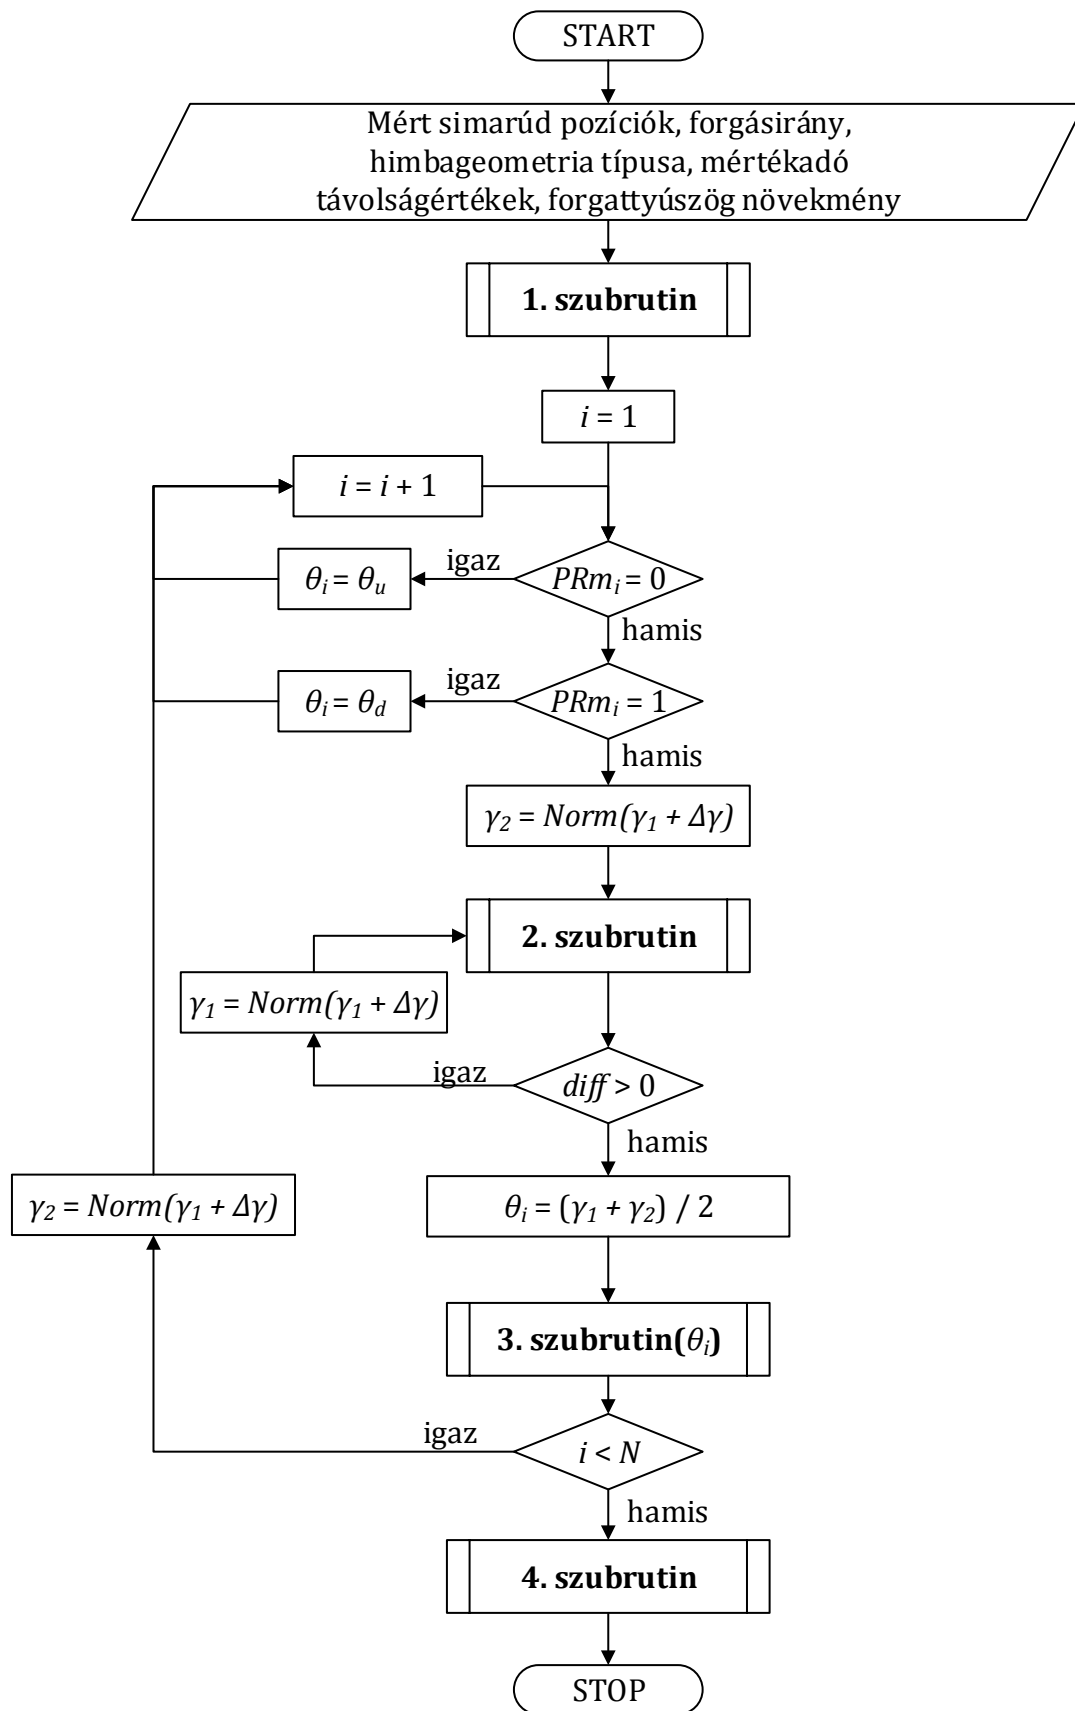 START
Mért simarúd pozíciók, forgásirány,
himbageometria típusa, mértékadó
távolságértékek, forgattyúszög növekmény
1. szubrutin
i = 1
i = i + 1
igaz
θi = θu
PRmi = 0
hamis
igaz
θi = θd
PRmi = 1
hamis
γ2 = Norm(γ1 + Δγ)
2. szubrutin
γ1 = Norm(γ1 + Δγ)
igaz
diff > 0
hamis
γ2 = Norm(γ1 + Δγ)
θi = (γ1 + γ2) / 2
3. szubrutin(θi)
igaz
i < N
hamis
4. szubrutin
STOP